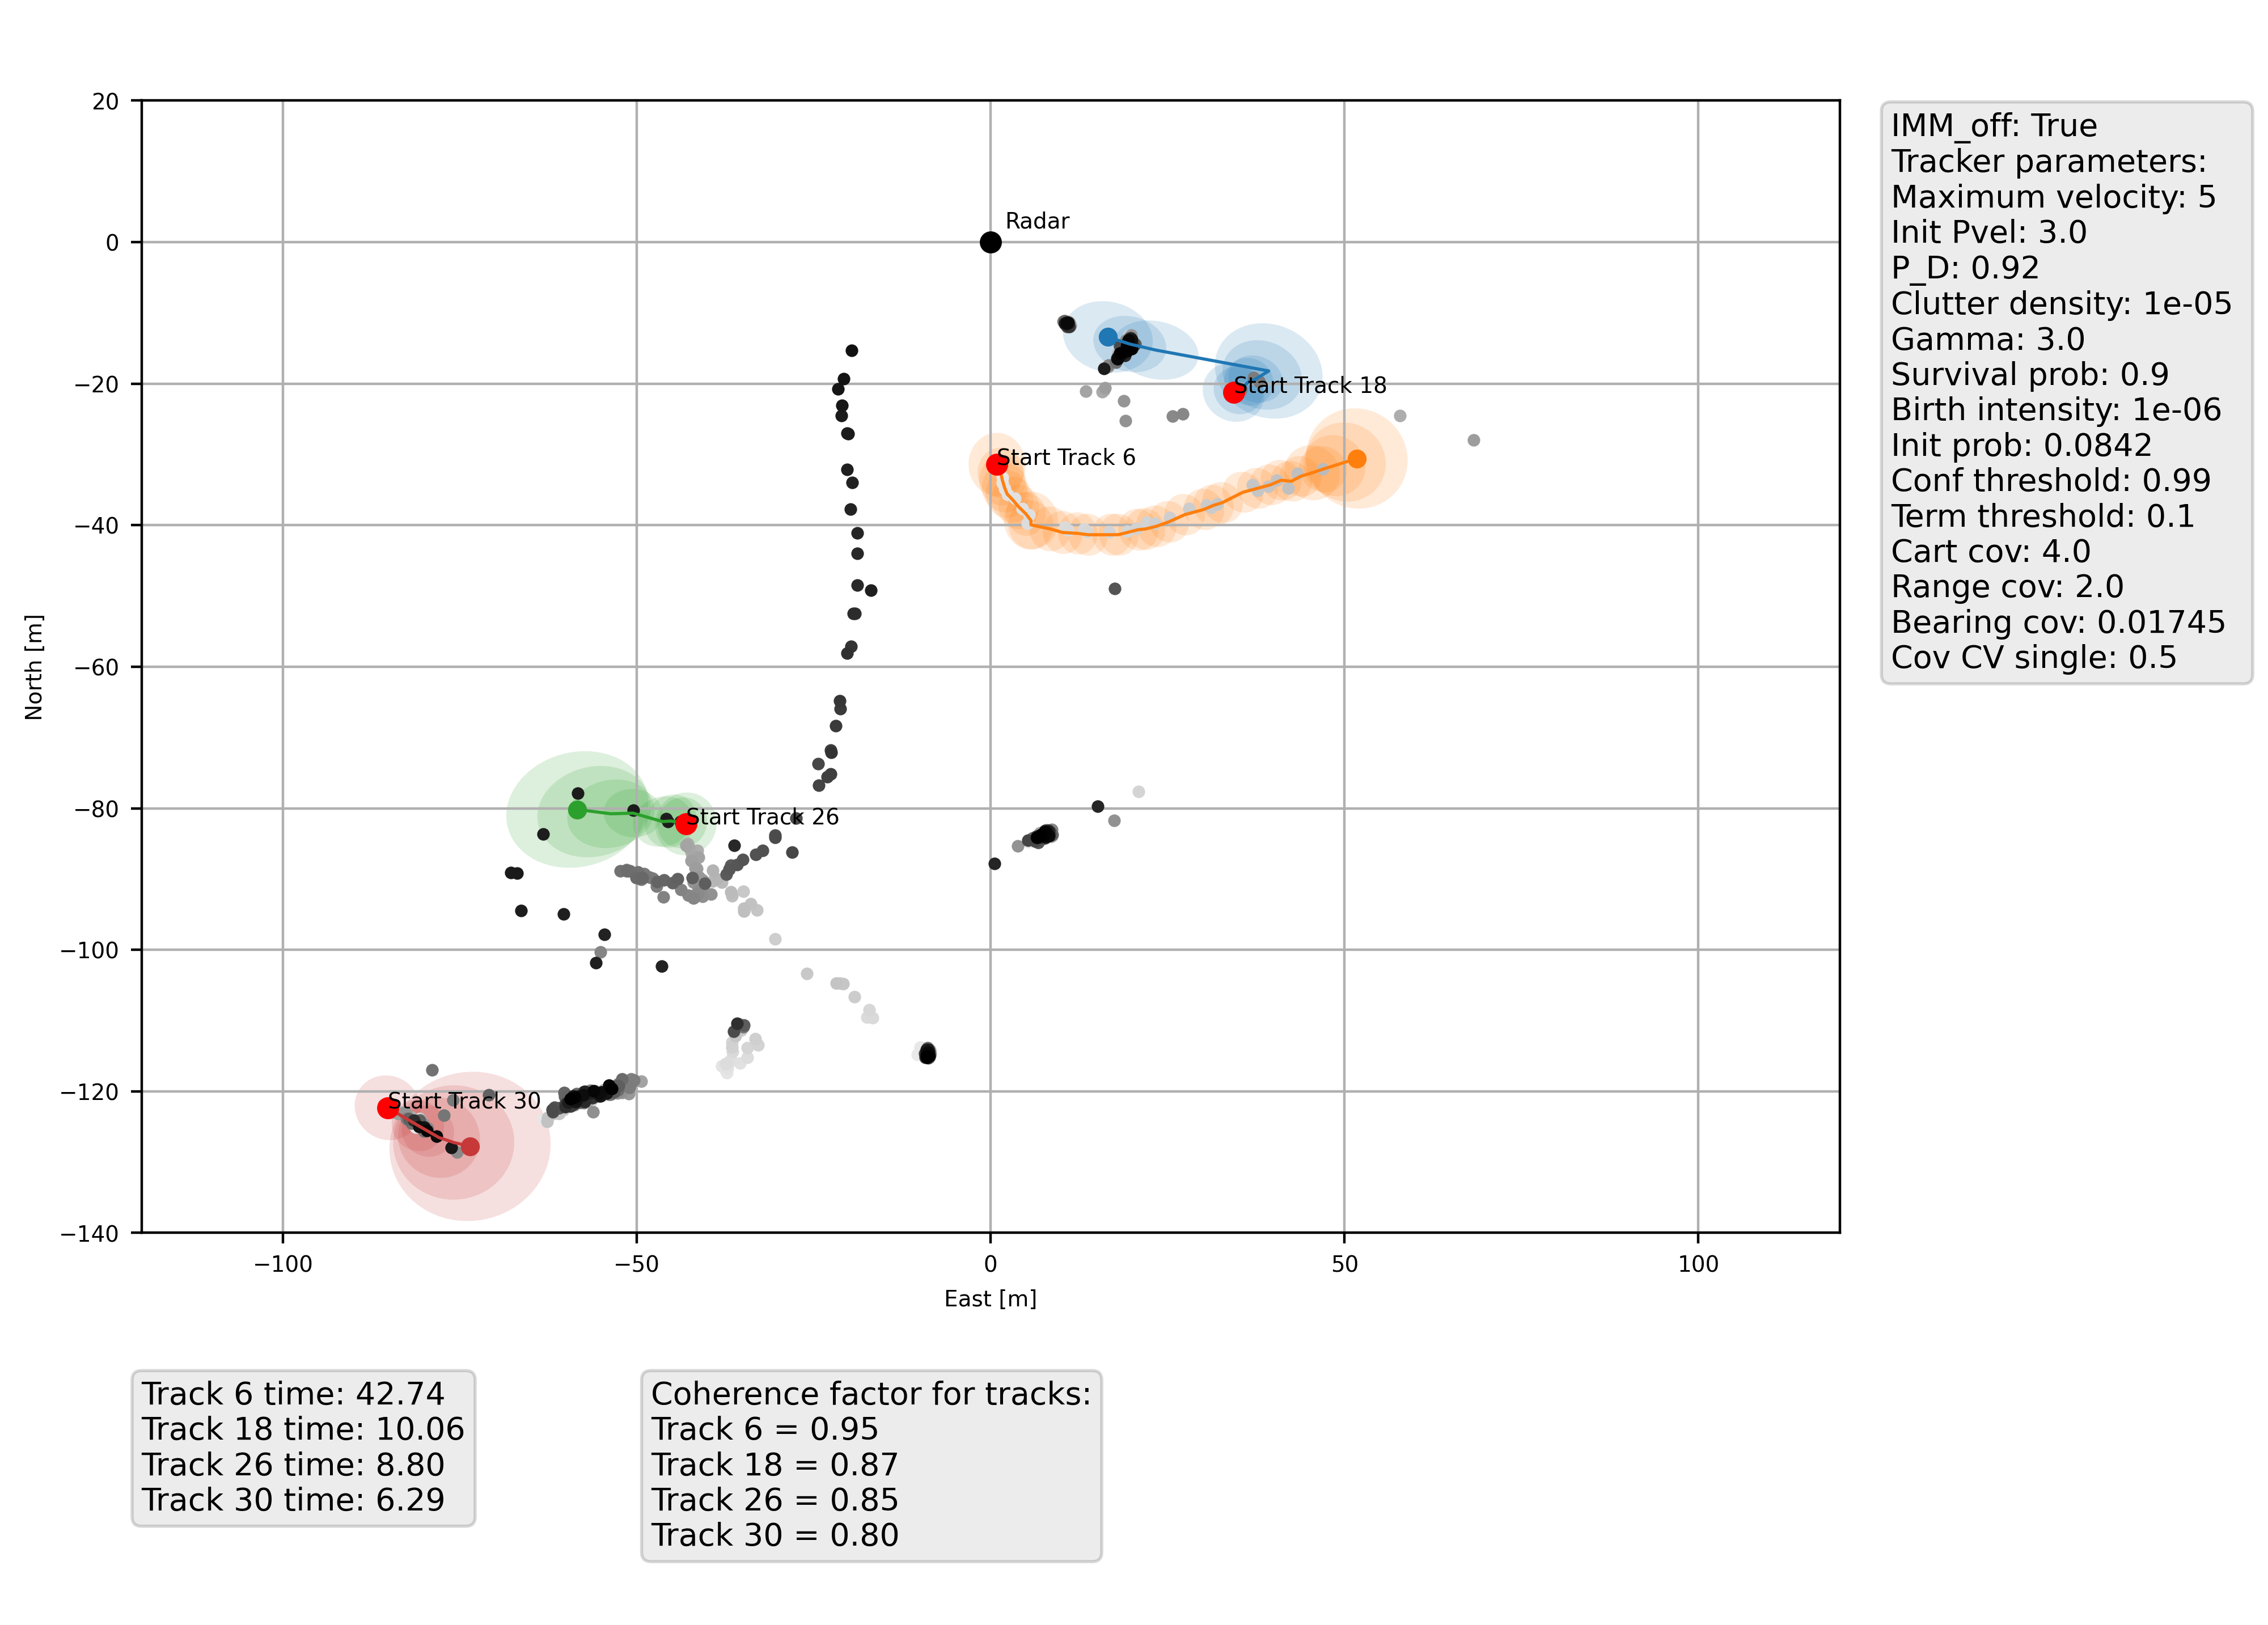 20
0
−20
−40
−60
−80
−100
−120
−140
−100
−50
0
50
100
North [m]
East [m]
Radar
Start Track 18
Start Track 6
Start Track 26
Start Track 30
IMM_off: True
Tracker parameters:
Maximum velocity: 5
Init Pvel: 3.0
P_D: 0.92
Clutter density: 1e-05
Gamma: 3.0
Survival prob: 0.9
Birth intensity: 1e-06
Init prob: 0.0842
Conf threshold: 0.99
Term threshold: 0.1
Cart cov: 4.0
Range cov: 2.0
Bearing cov: 0.01745
Cov CV single: 0.5
Track 6 time: 42.74
Track 18 time: 10.06
Track 26 time: 8.80
Track 30 time: 6.29
Coherence factor for tracks:
Track 6 = 0.95
Track 18 = 0.87
Track 26 = 0.85
Track 30 = 0.80